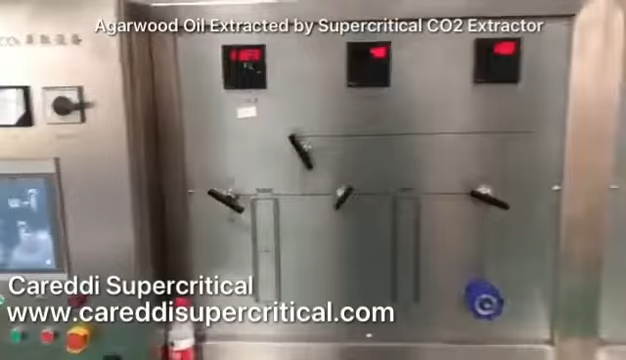 Agarwood Oil Extracted by Supercritical CO2 Extractor
Careddi Supercritical
www.careddisupercritical.com